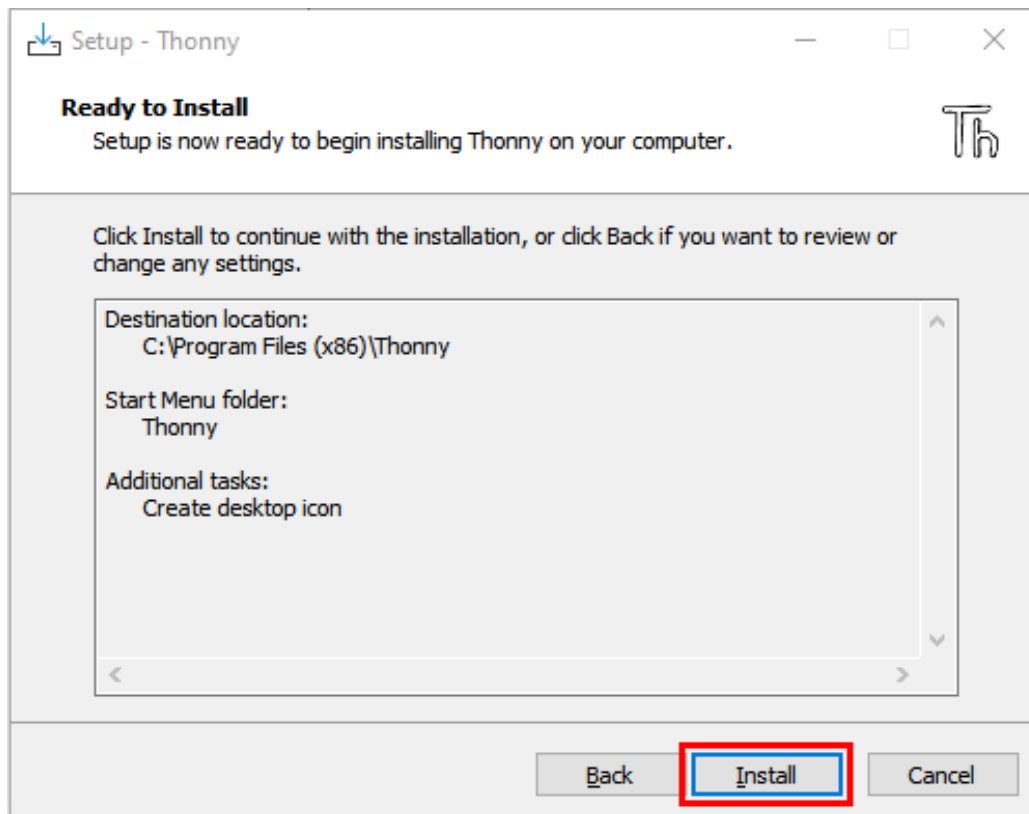 Setup - Thonny
Ready to Install
Setup is now ready to begin installing Thonny on your computer.
Th
Click Install to continue with the installation, or click Back if you want to review or
change any settings.
Destination location:
C:\Program Files (x86)\Thonny
Start Menu folder:
Thonny
Additional tasks:
Create desktop icon
Back
Install
Cancel